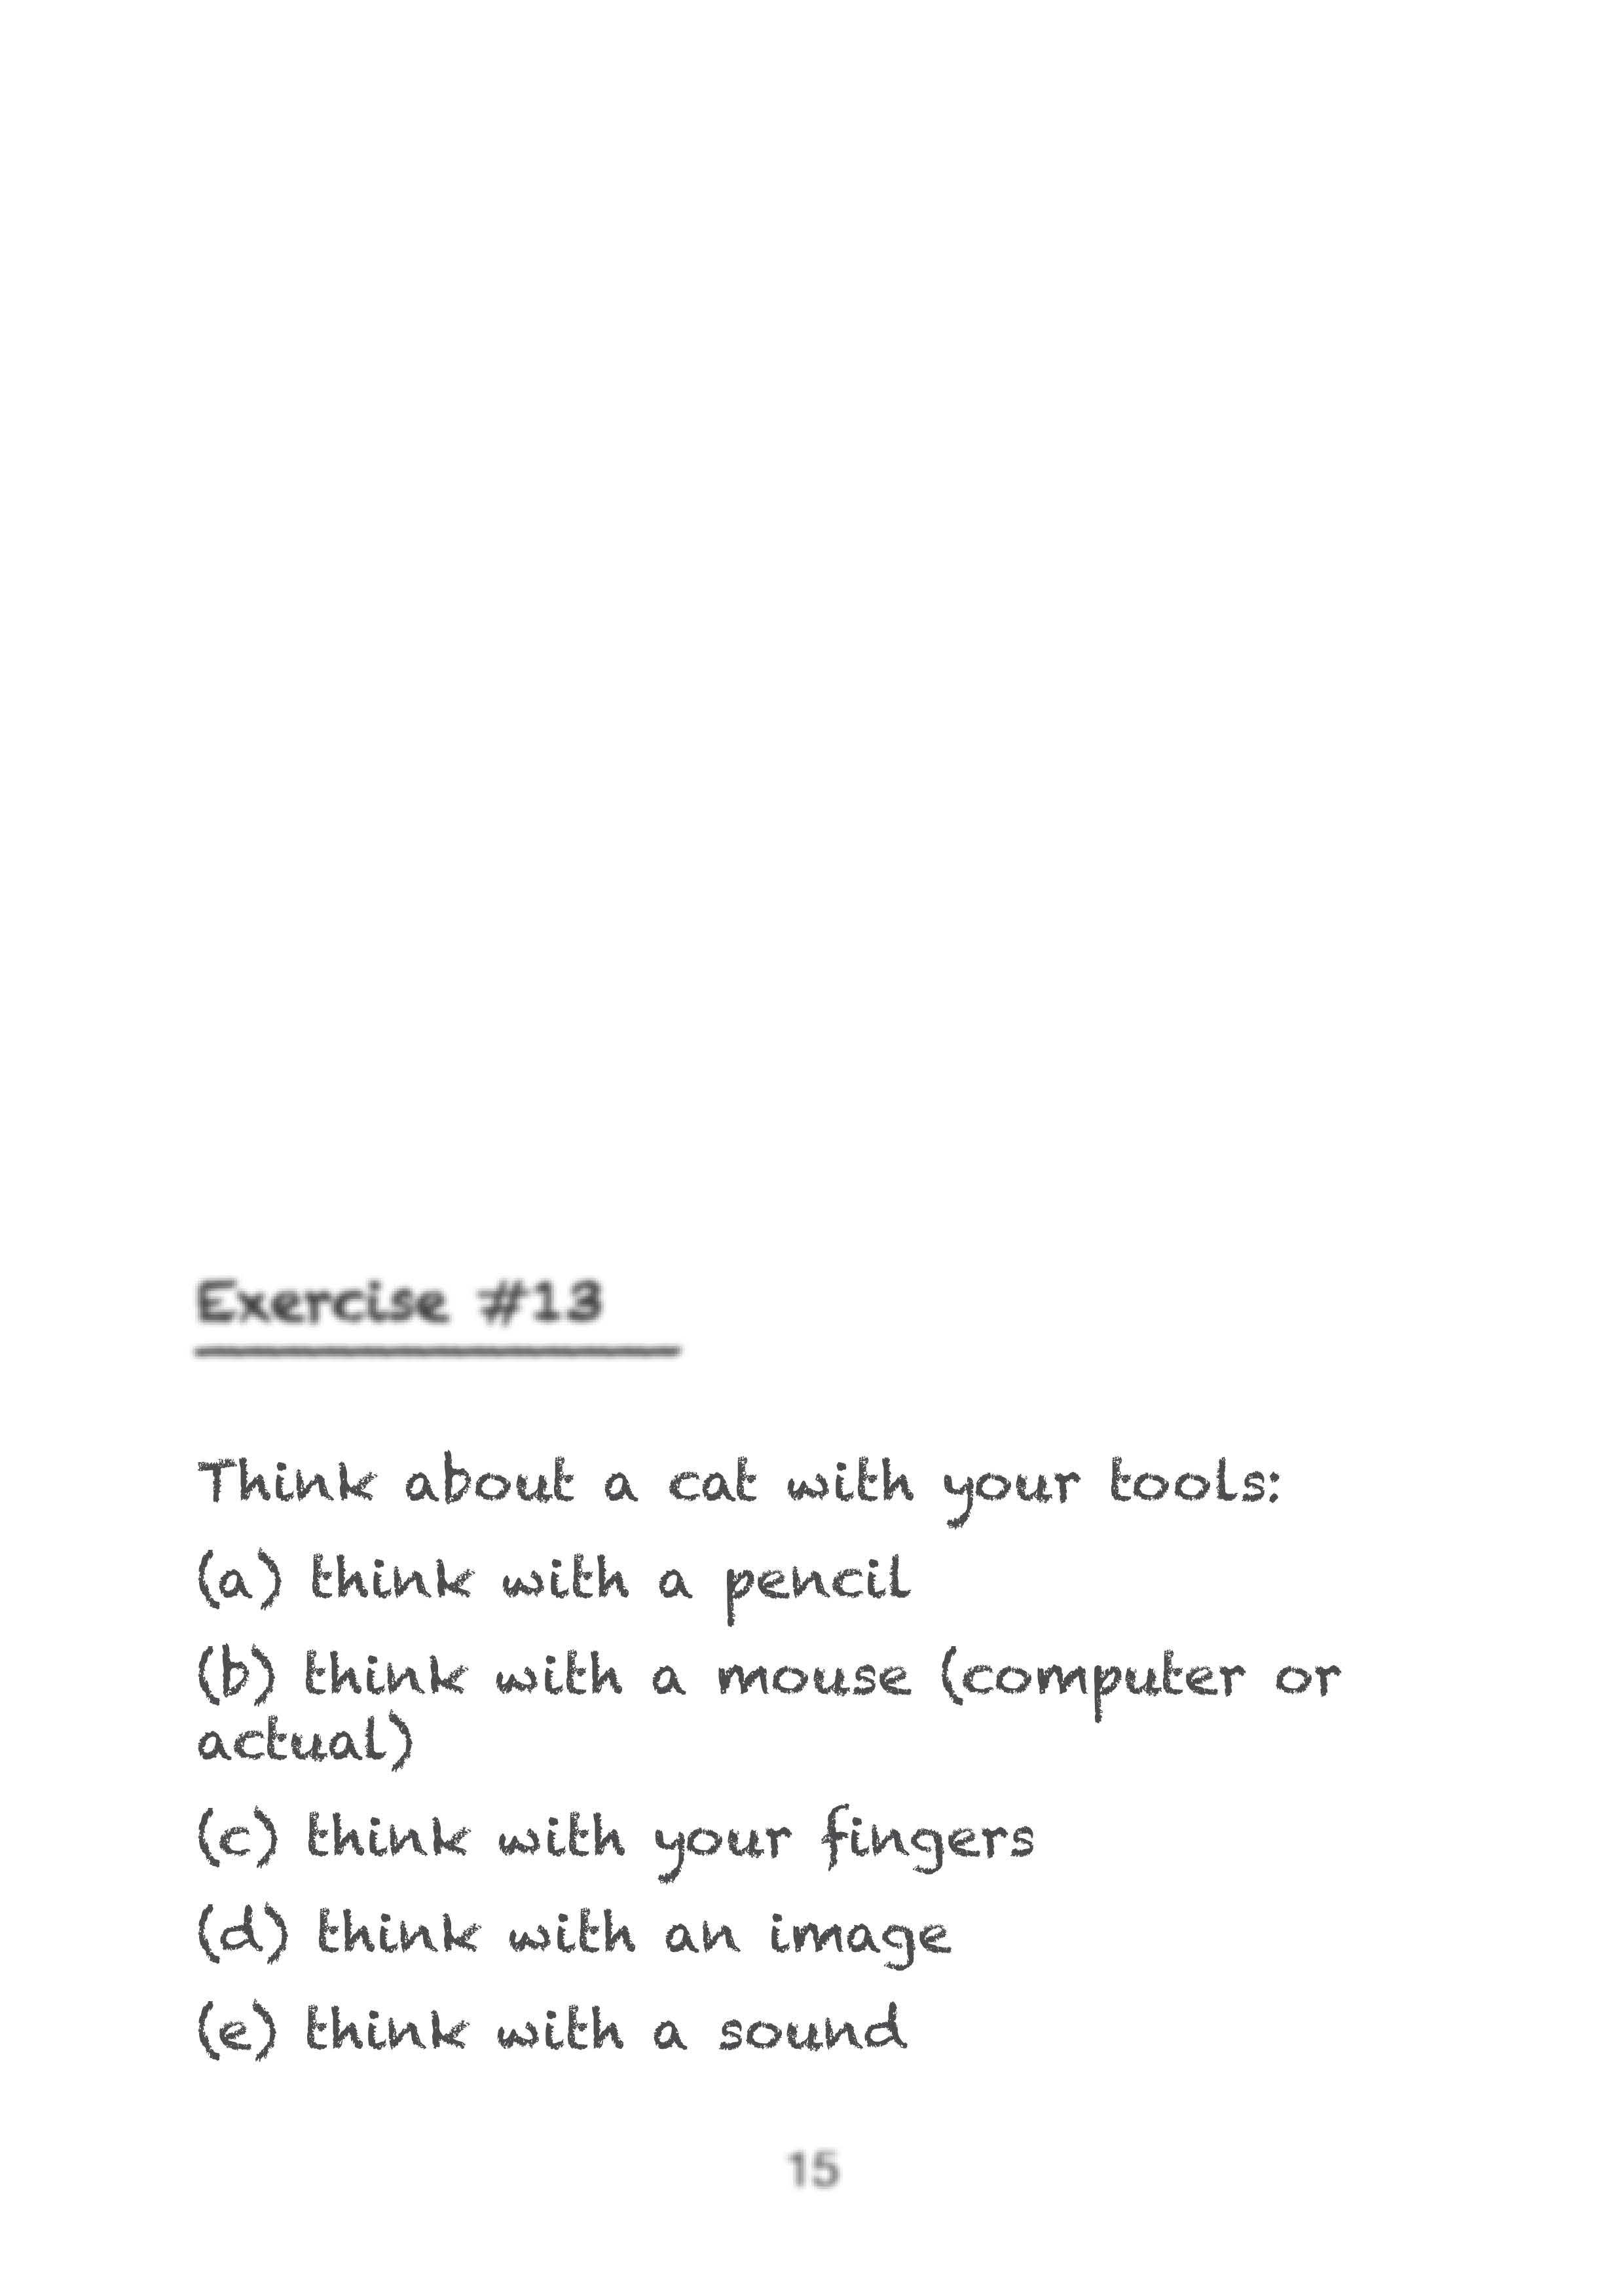 Exercise #13
Think about a cat with your tools:
(a) think with a pencil
(b) think with a mouse (computer or
actual)
(c) think with your fingers
(d) think with an image
(e) think with a sound
15